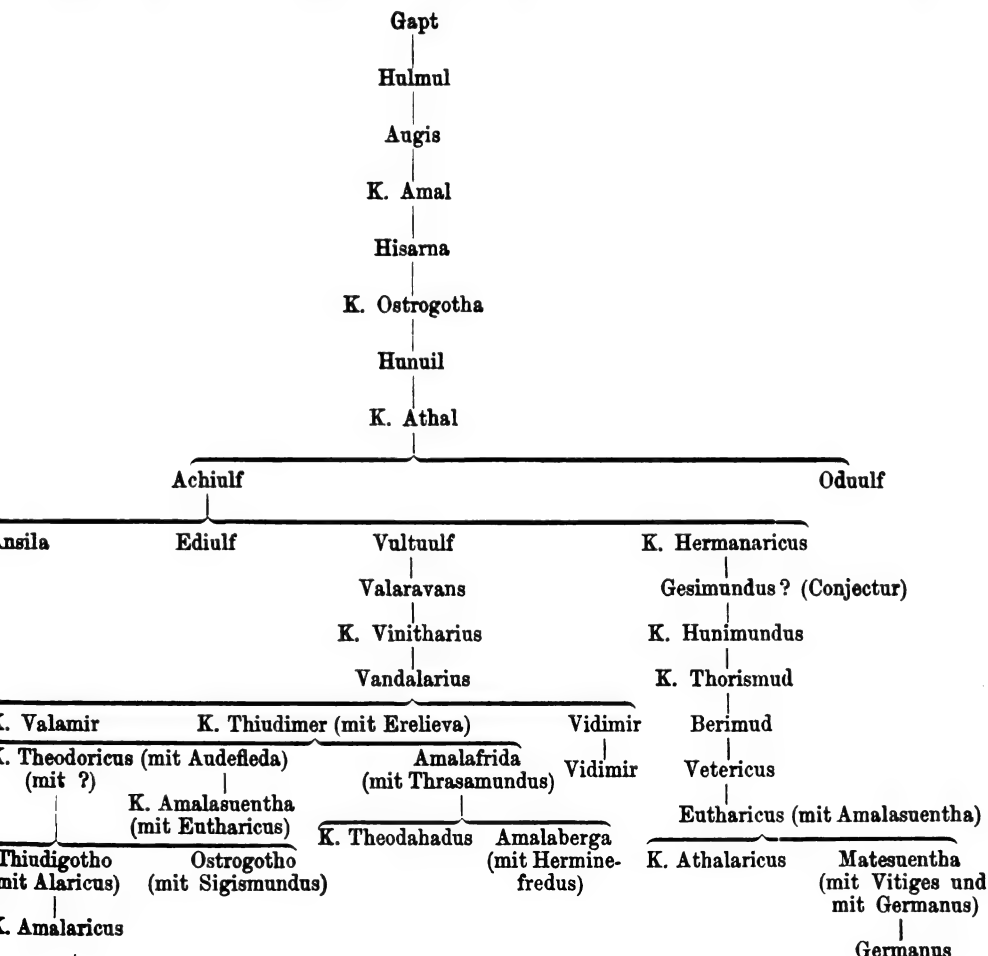 Gapt
Hulmul
Augis
K. Amal
Hisarna
K. Ostrogotha
Hunuil
K. Athal
Achiulf Oduulf
nsila Ediulf Vultuulf K. Hermanaricus
Valaravans Gesimundus? (Conjectur)
K. Vinitharius K. Hunimundus
Vandalarius K. Thorismud
K. Valamir K. Thiudimer (mit Erelieva) Vidimir Berimud
K. Theodoricus (mit Audefleda) Amalafrida Vidimir Vetericus
(mit ?) (mit Thrasamundus)
K. Amalasuentha Eutharicus (mit Amalasuentha)
(mit Eutharicus) K. Theodahadus Amalaberga
Thiudigotho Ostrogotho (mit Hermine- K. Athalaricus Matesuentha
mit Alaricus) (mit Sigismundus) fredus) (mit Vitiges und
mit Germanus)
K. Amalaricus
Germanus